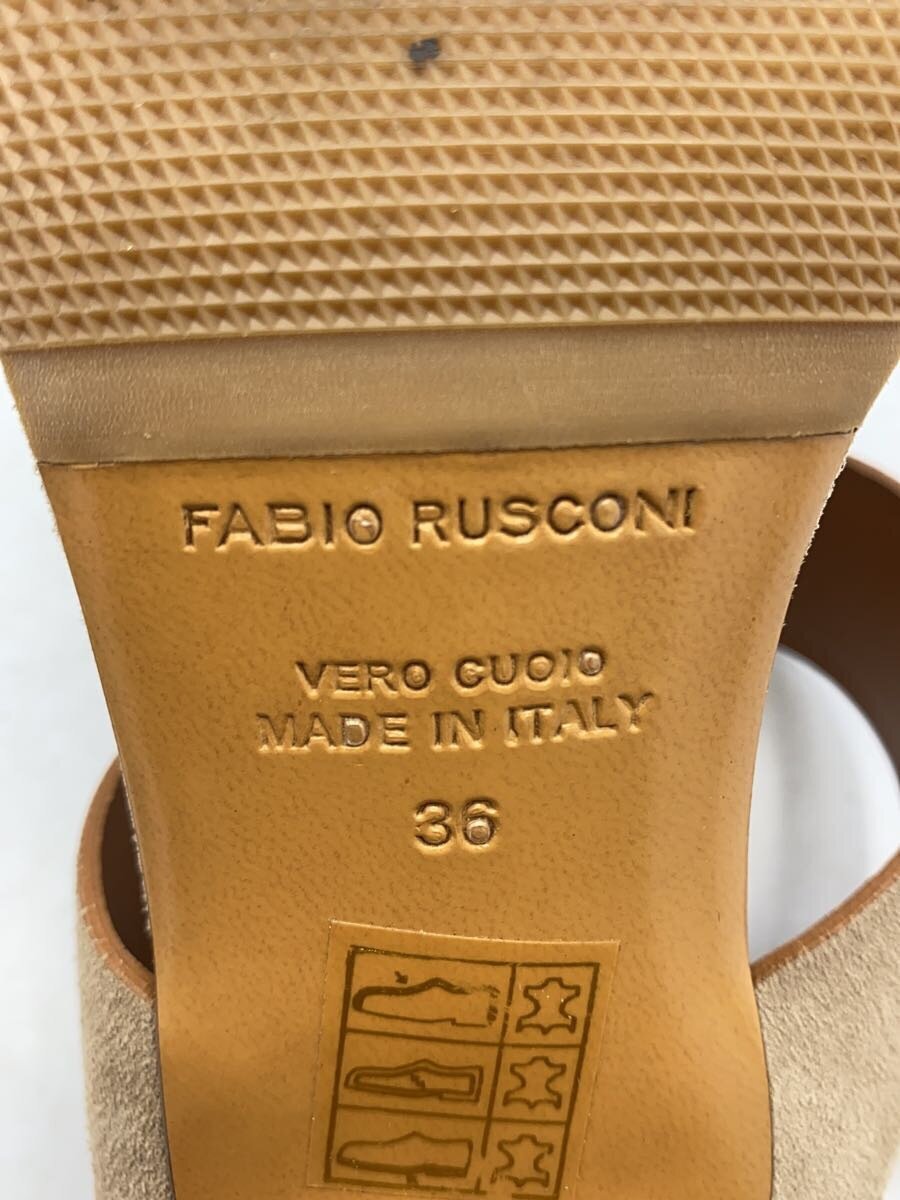 FABIO RUSCONI
VERO CUOIO
MADE IN ITALY
36